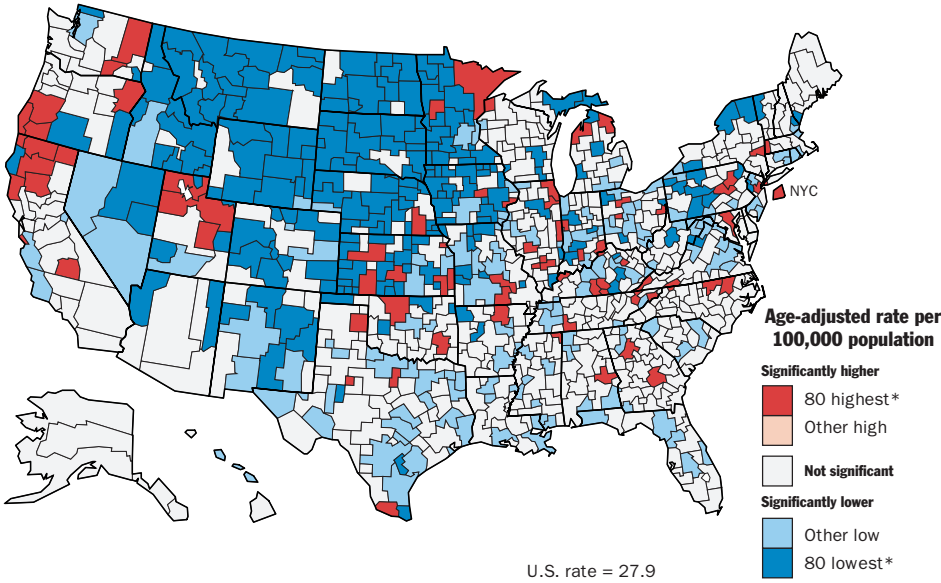 NYC
Age-adjusted rate per
100,000 population
Significantly higher
80 highest*
Other high
Not significant
Significantly lower
Other low
80 lowest*
U.S. rate = 27.9